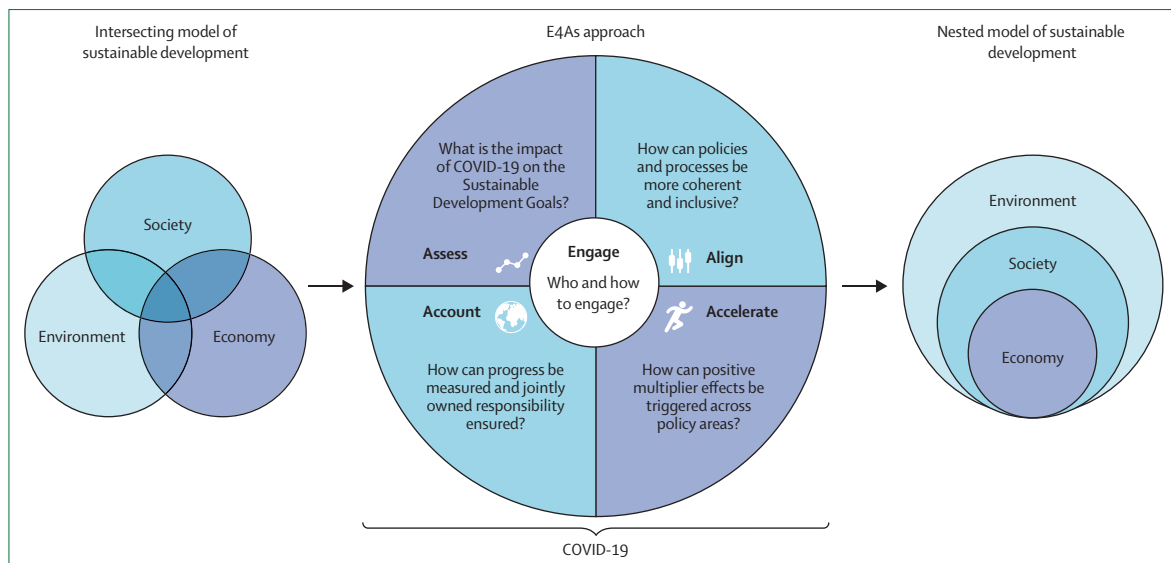 Intersecting model of
sustainable development
Society
Environment
Economy
E4As approach
What is the impact
of COVID-19 on the
Sustainable
Development Goals?
Assess
How can policies
and processes be
more coherent
and inclusive?
Align
Engage
Who and how
to engage?
Account
How can progress be
measured and jointly
owned responsibility
ensured?
Accelerate
How can positive
multiplier effects be
triggered across
policy areas?
COVID-19
Nested model of sustainable
development
Environment
Society
Economy